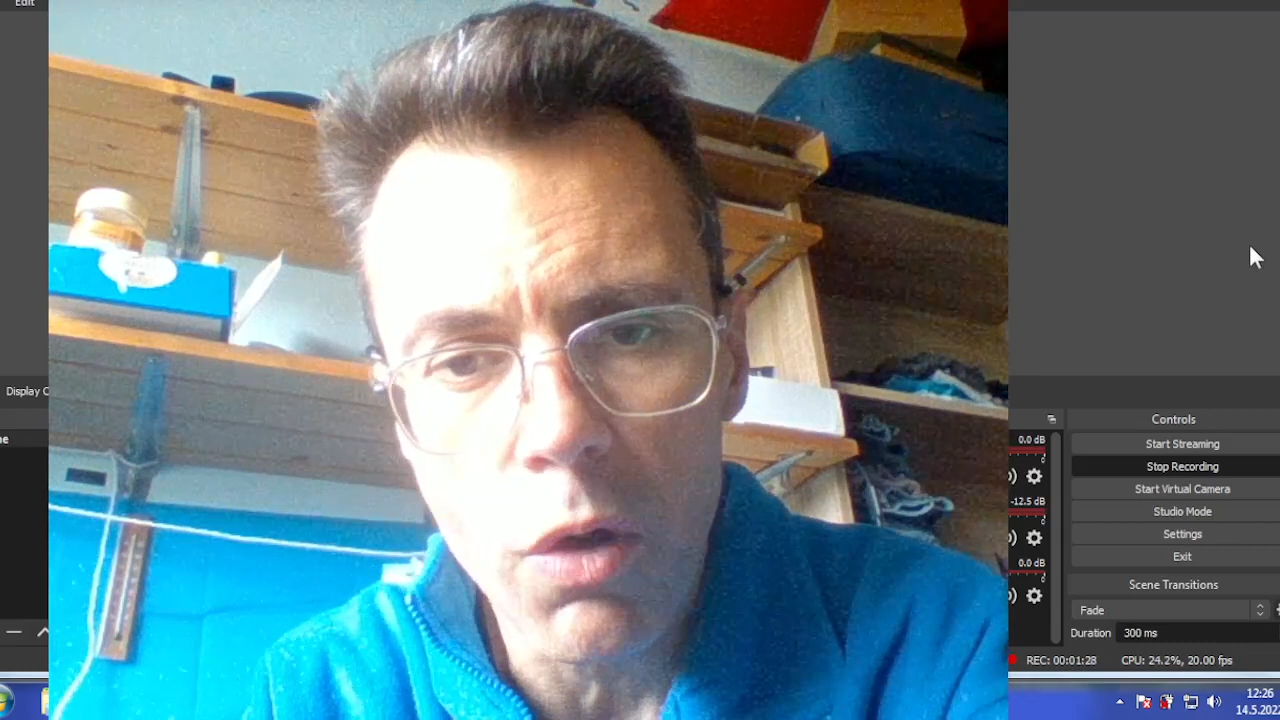 Edit
Display C
ne
Controls
0.0 dB
Start Streaming
Stop Recording
-12.5 dB
Start Virtual Camera
Studio Mode
Settings
0.0 dB
Exit
Scene Transitions
Fade
Duration 300 ms
REC: 00:01:28 CPU: 24.2%, 20.00 fps
12:26
14.5.202